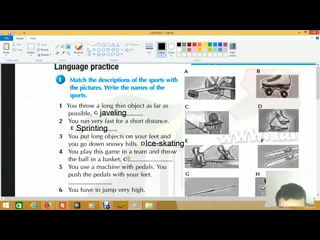 Language practice
1 Match the descriptions of the sports with
the pictures. Write the names of the
sports.
1 You throw a long thin object as far as
possible. G javeling
2 You run very fast for a short distance.
E Sprinting
3 You put long objects on your feet and
you go down snowy hills. D Ice-skating
4 You play this game in a team and throw
the ball in a basket. C
5 You use a machine with pedals. You
push the pedals with your feet.
6 You have to jump very high.
A
B
C
D
E
G
H